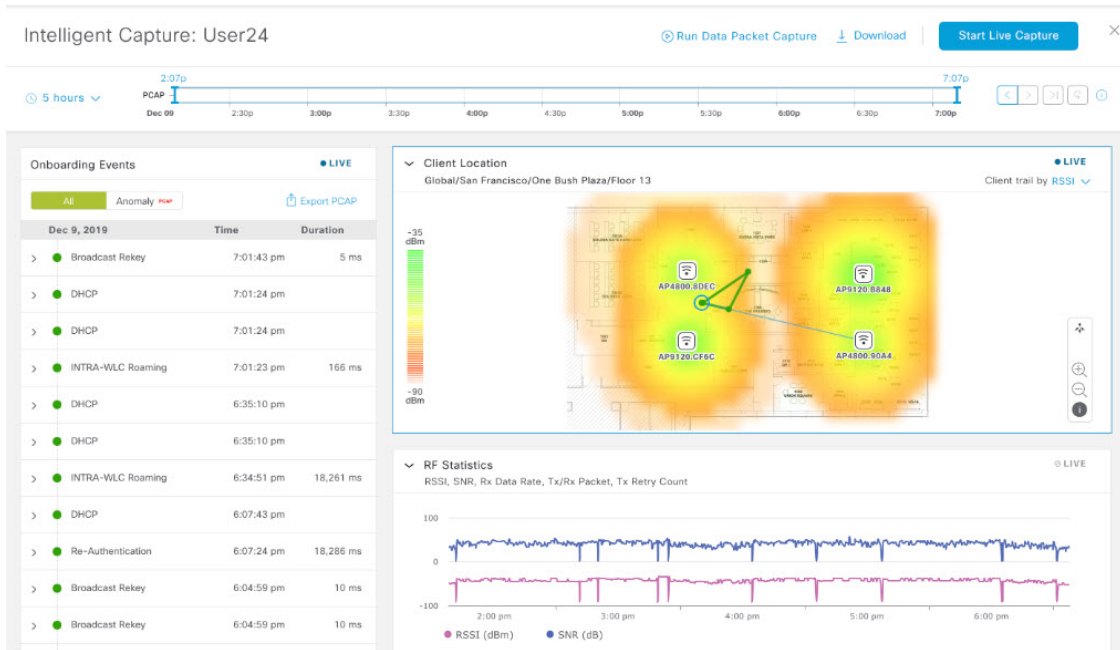 Intelligent Capture: User24
Run Data Packet Capture
Download
Start Live Capture
5 hours
2:07p
7:07p
PCAP
Dec 09
2:30p
3:00p
3:30p
4:00p
4:30p
5:00p
5:30p
6:00p
6:30p
7:00p
Onboarding Events
LIVE
All
Anomaly PCAP
Export PCAP
Dec 9, 2019 Time Duration
Broadcast Rekey 7:01:43 pm 5 ms
DHCP 7:01:24 pm
DHCP 7:01:24 pm
INTRA-WLC Roaming 7:01:23 pm 166 ms
DHCP 6:35:10 pm
DHCP 6:35:10 pm
INTRA-WLC Roaming 6:34:51 pm 18,261 ms
DHCP 6:07:43 pm
Re-Authentication 6:07:24 pm 18,286 ms
Broadcast Rekey 6:04:59 pm 10 ms
Broadcast Rekey 6:04:59 pm 10 ms
Client Location
LIVE
Global/San Francisco/One Bush Plaza/Floor 13
Client trail by RSSI
-35
dBm
-90
dBm
AP4800.8DEC
AP9120.B848
AP9120.CF6C
AP4800.90A4
RF Statistics
LIVE
RSSI, SNR, Rx Data Rate, Tx/Rx Packet, Tx Retry Count
100
0
-100
2:00 pm
3:00 pm
4:00 pm
5:00 pm
6:00 pm
RSSI (dBm)
SNR (dB)